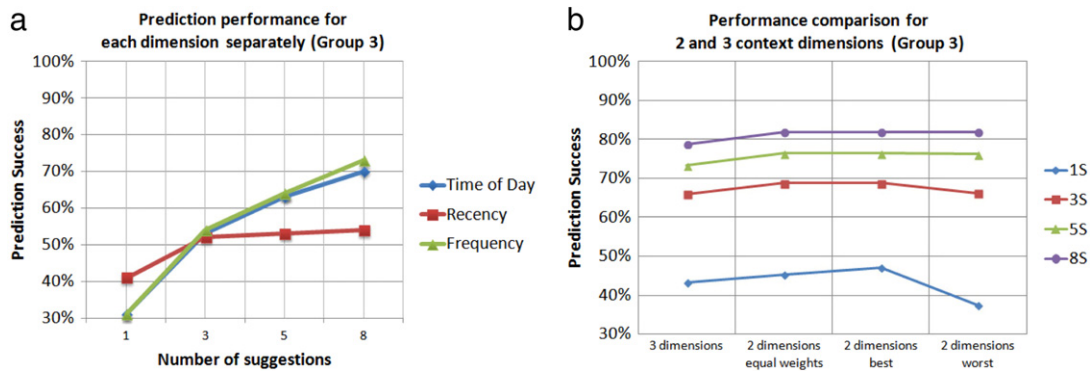 a
Prediction performance for
each dimension separately (Group 3)
100%
90%
80%
70%
60%
50%
40%
30%
Prediction Success
1
3
5
8
Number of suggestions
Time of Day
Recency
Frequency
b
Performance comparison for
2 and 3 context dimensions (Group 3)
100%
90%
80%
70%
60%
50%
40%
30%
Prediction Success
3 dimensions
2 dimensions
equal weights
2 dimensions
best
2 dimensions
worst
1S
3S
5S
8S